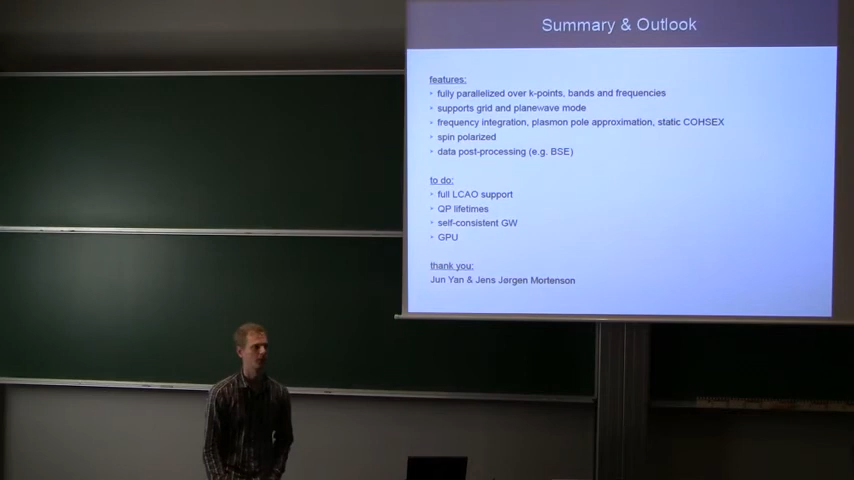 Summary & Outlook
features:
fully parallelized over k-points, bands and frequencies
supports grid and planewave mode
frequency integration, plasmon pole approximation, static COHSEX
spin polarized
data post-processing (e.g. BSE)
to do:
full LCAO support
QP lifetimes
self-consistent GW
GPU
thank you:
Jun Yan & Jens Jørgen Mortenson